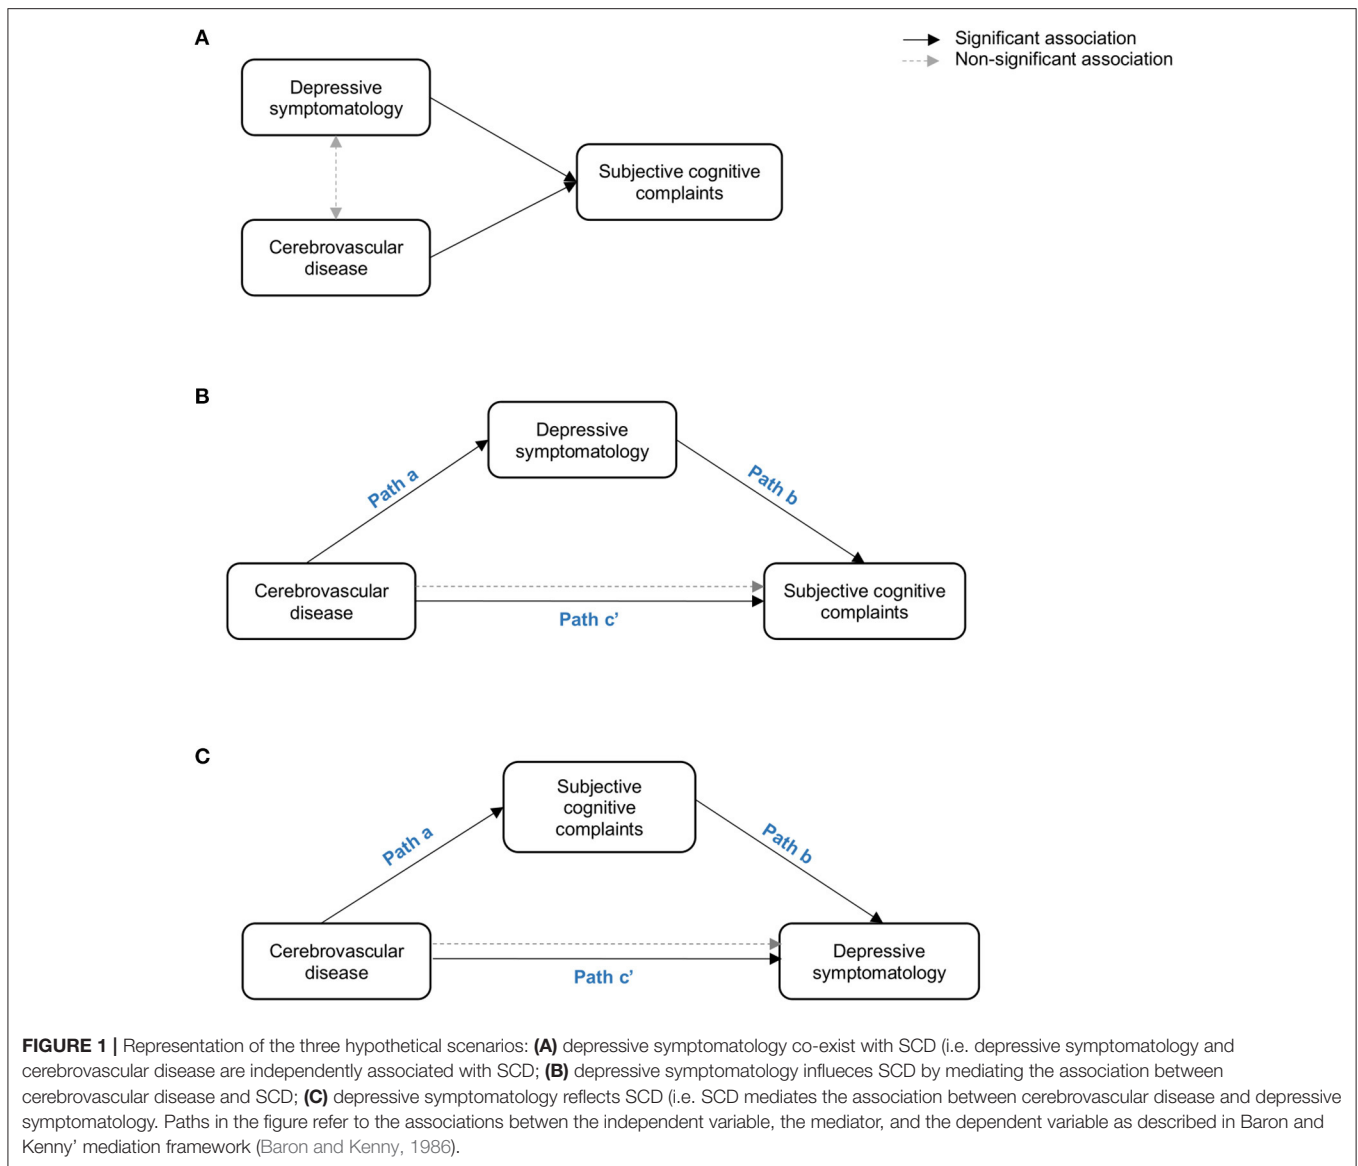 A
Significant association
Non-significant association
Depressive
symptomatology
Subjective cognitive
complaints
Cerebrovascular
disease
B
Depressive
symptomatology
Path a
Path b
Cerebrovascular
disease
Subjective cognitive
complaints
Path c’
C
Subjective
cognitive
complaints
Path a
Path b
Cerebrovascular
disease
Depressive
symptomatology
Path c’
FIGURE 1 | Representation of the three hypothetical scenarios: (A) depressive symptomatology co-exist with SCD (i.e. depressive symptomatology and
cerebrovascular disease are independently associated with SCD; (B) depressive symptomatology influeces SCD by mediating the association between
cerebrovascular disease and SCD; (C) depressive symptomatology reflects SCD (i.e. SCD mediates the association between cerebrovascular disease and depressive
symptomatology. Paths in the figure refer to the associations betwen the independent variable, the mediator, and the dependent variable as described in Baron and
Kenny’ mediation framework (Baron and Kenny, 1986).